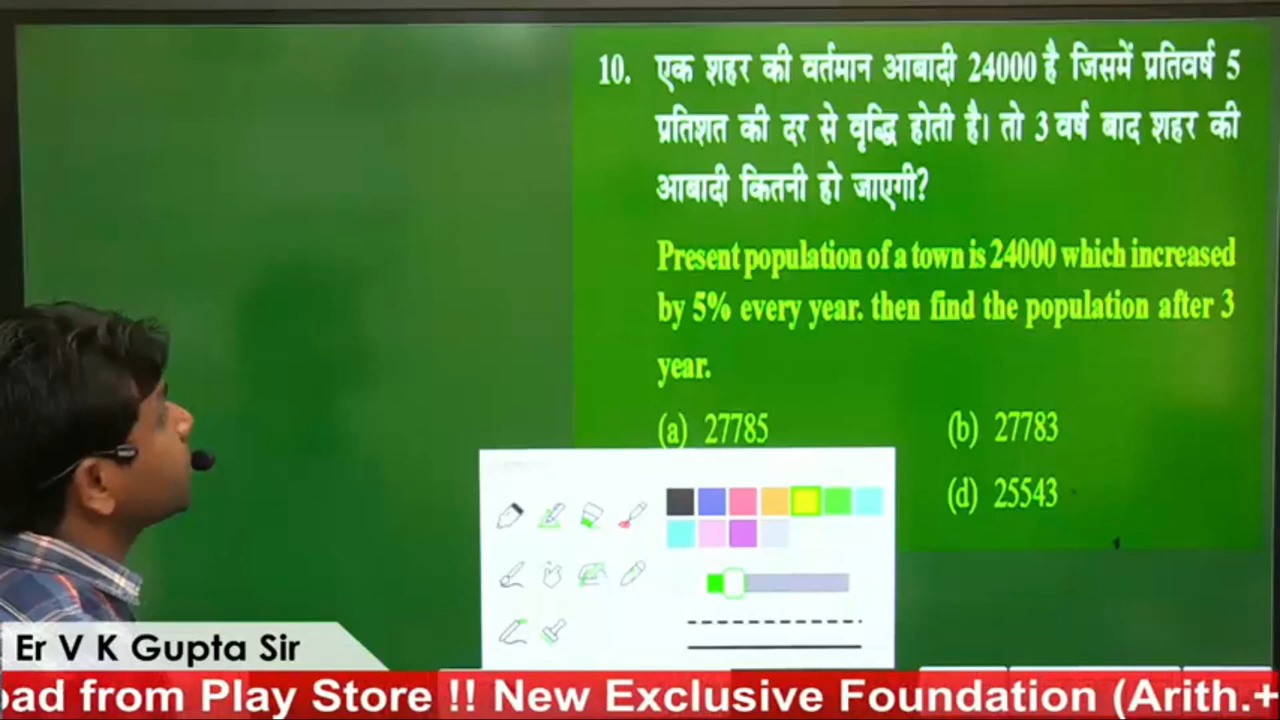 10. एक शहर की वर्तमान आबादी 24000 है जिसमें प्रतिवर्ष 5
प्रतिशत की दर से वृद्धि होती है। तो 3 वर्ष बाद शहर की
आबादी कितनी हो जाएगी?
Present population of a town is 24000 which increased
by 5% every year. then find the population after 3
year.
(a) 27785 (b) 27783
(d) 25543
Er V K Gupta Sir
from Play Store !! New Exclusive Foundation (Arith.+